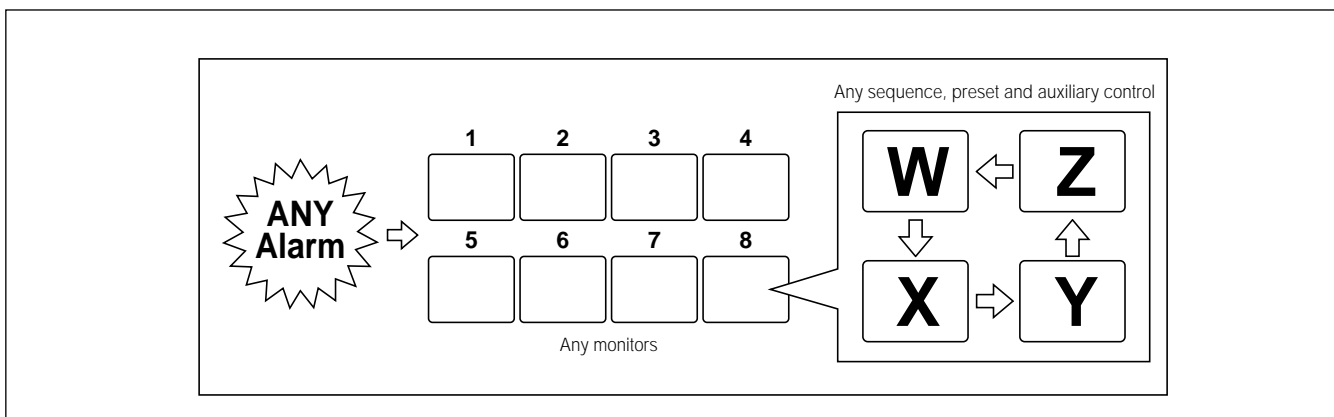 Any sequence, preset and auxiliary control
1 2 3 4
ANY
Alarm
5 6 7 8
Any monitors
W Z
X Y